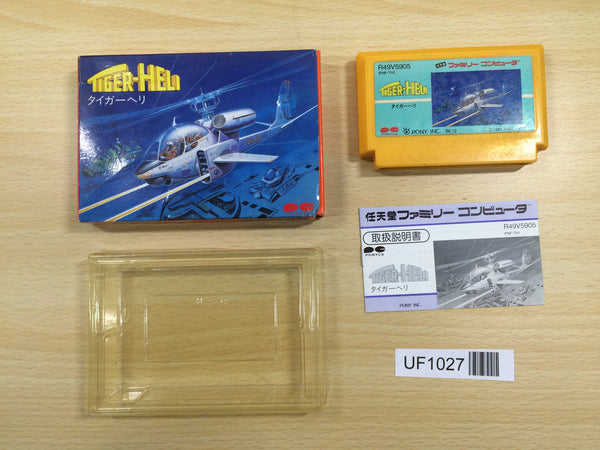 TIGER-HELI
タイガーヘリ
R49V5905
ファミリー コンピュータ
TIGER-HELI
タイガーヘリ
PONYCA
PONY INC.
任天堂ファミリー コンピュータ
R49V5905
取扱説明書
PONYCA
TIGER-HELI
タイガーヘリ
PONY INC.
UF1027